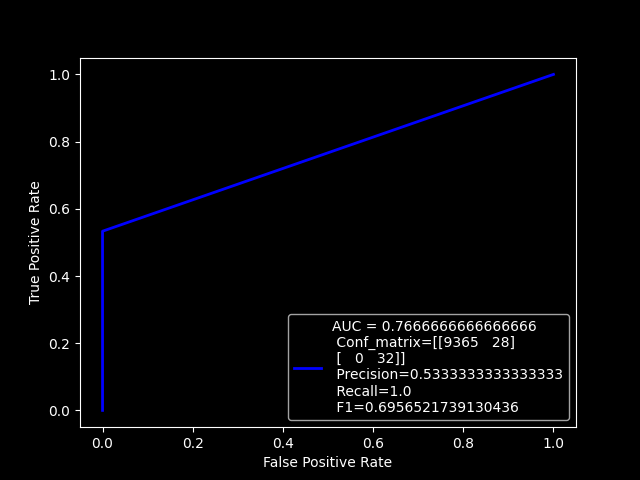 1.0
0.8
0.6
0.4
0.2
0.0
True Positive Rate
AUC = 0.7666666666666666
Conf_matrix=[[9365   28]
[   0   32]]
Precision=0.5333333333333333
Recall=1.0
F1=0.6956521739130436
0.0 0.2 0.4 0.6 0.8 1.0
False Positive Rate